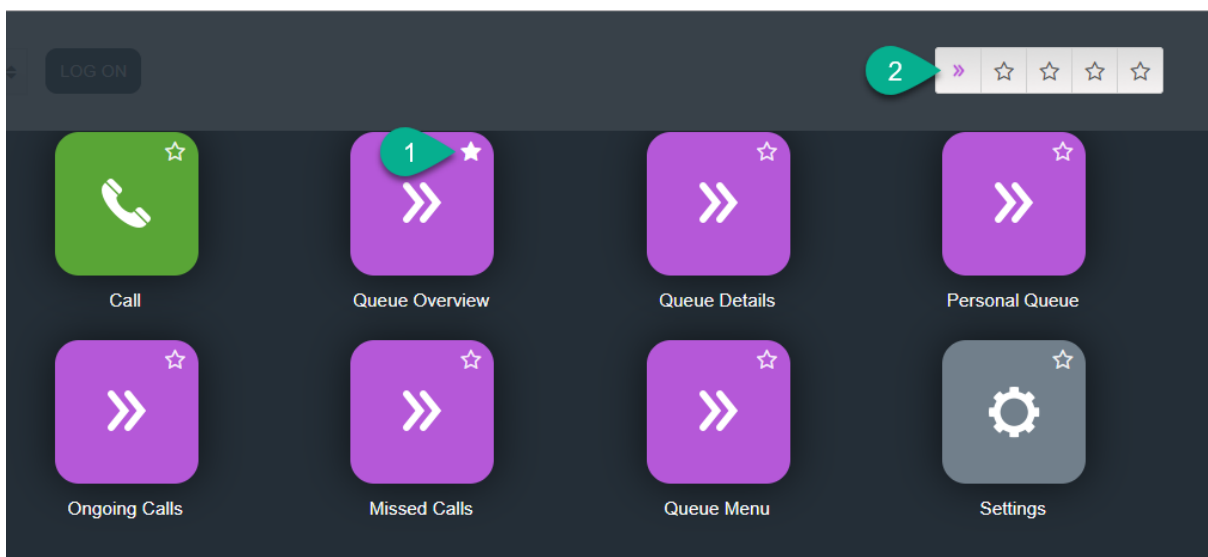 LOG ON
2
1
Call
Queue Overview
Queue Details
Personal Queue
Ongoing Calls
Missed Calls
Queue Menu
Settings